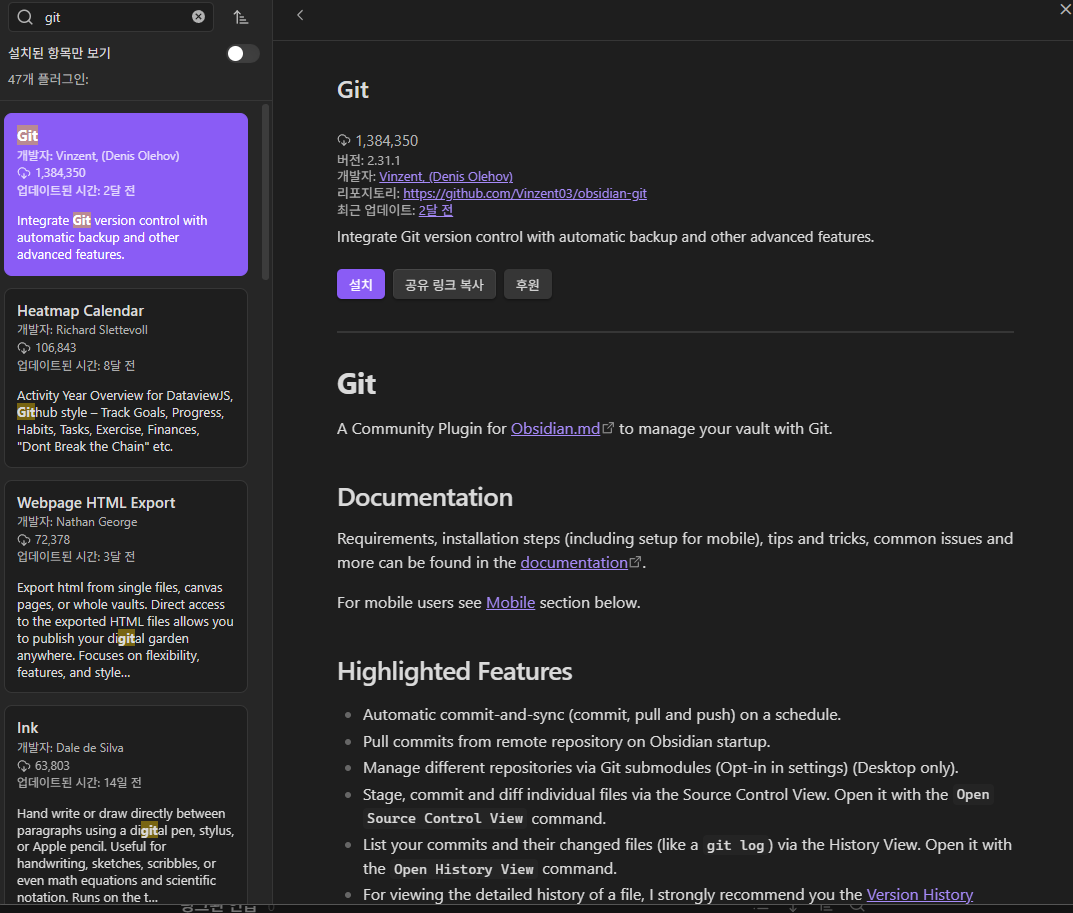 git
설치된 항목만 보기
47개 플러그인:
Git
개발자: Vinzent, (Denis Olehov)
1,384,350
업데이트된 시간: 2달 전
Integrate Git version control with
automatic backup and other
advanced features.
Heatmap Calendar
개발자: Richard Slettevoll
106,843
업데이트된 시간: 8달 전
Activity Year Overview for DataviewJS,
Github style – Track Goals, Progress,
Habits, Tasks, Exercise, Finances,
"Dont Break the Chain" etc.
Webpage HTML Export
개발자: Nathan George
72,378
업데이트된 시간: 3달 전
Export html from single files, canvas
pages, or whole vaults. Direct access
to the exported HTML files allows you
to publish your digital garden
anywhere. Focuses on flexibility,
features, and style...
Ink
개발자: Dale de Silva
63,803
업데이트된 시간: 14일 전
Hand write or draw directly between
paragraphs using a digital pen, stylus,
or Apple pencil. Useful for
handwriting, sketches, scribbles, or
even math equations and scientific
notation. Runs on the t...
Git
1,384,350
버전: 2.31.1
개발자: Vinzent, (Denis Olehov)
리포지토리: https://github.com/Vinzent03/obsidian-git
최근 업데이트: 2달 전
Integrate Git version control with automatic backup and other advanced features.
설치 공유 링크 복사 후원
Git
A Community Plugin for Obsidian.md to manage your vault with Git.
Documentation
Requirements, installation steps (including setup for mobile), tips and tricks, common issues and
more can be found in the documentation.
For mobile users see Mobile section below.
Highlighted Features
• Automatic commit-and-sync (commit, pull and push) on a schedule.
• Pull commits from remote repository on Obsidian startup.
• Manage different repositories via Git submodules (Opt-in in settings) (Desktop only).
• Stage, commit and diff individual files via the Source Control View. Open it with the Open
Source Control View command.
• List your commits and their changed files (like a git log) via the History View. Open it with
the Open History View command.
• For viewing the detailed history of a file, I strongly recommend you the Version History